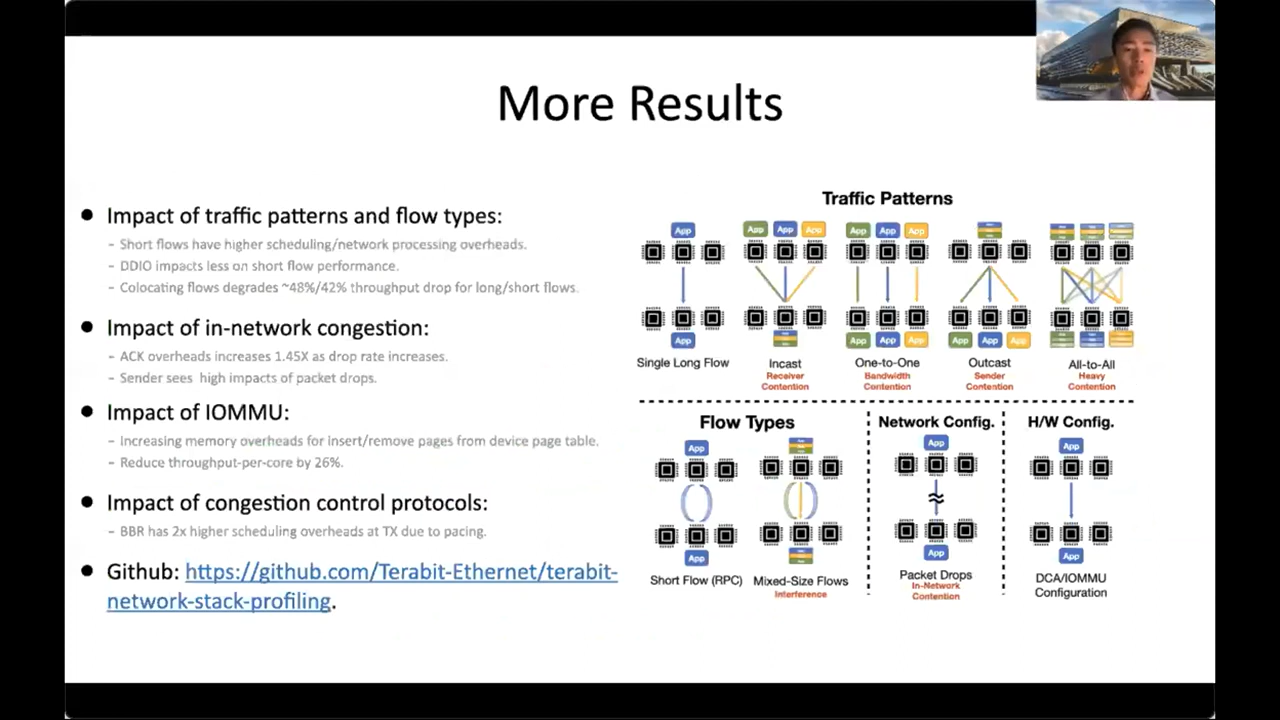 More Results
● Impact of traffic patterns and flow types:
– Short flows have higher scheduling/network processing overheads.
– DDIO impacts less on short flow performance.
– Colocating flows degrades ~48%/42% throughput drop for long/short flows.
● Impact of in-network congestion:
– ACK overheads increases 1.45X as drop rate increases.
– Sender sees high impacts of packet drops.
● Impact of IOMMU:
– Increasing memory overheads for insert/remove pages from device page table.
– Reduce throughput-per-core by 26%.
● Impact of congestion control protocols:
– BBR has 2x higher scheduling overheads at TX due to pacing.
● Github: https://github.com/Terabit-Ethernet/terabit-
network-stack-profiling.
Traffic Patterns
App App App App App App App
App App App App App App App
Single Long Flow Incast One-to-One Outcast All-to-All
Receiver Bandwidth Sender Heavy
Contention Contention Contention Contention
Flow Types Network Config. H/W Config.
App App App
App App App
Short Flow (RPC) Mixed-Size Flows Packet Drops DCA/IOMMU
Interference In-Network Configuration
Contention